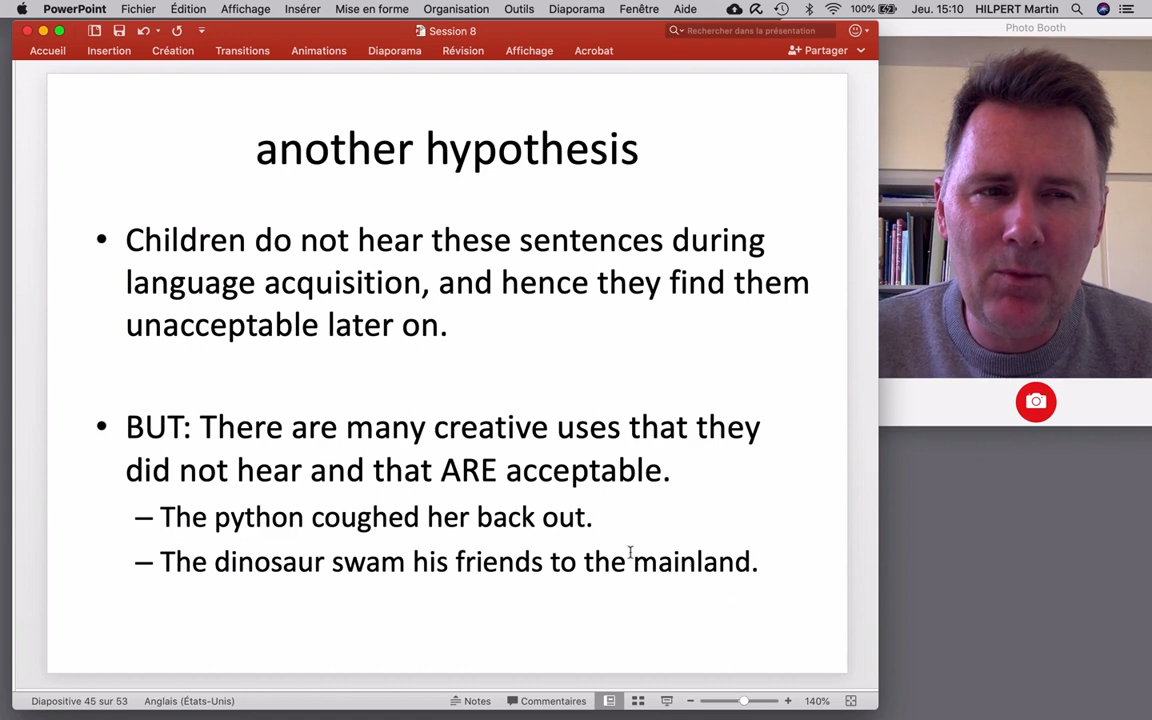 PowerPoint Fichier Édition Affichage Insérer Mise en forme Organisation Outils Diaporama Fenêtre Aide 100% Jeu. 15:10 HILPERT Martin
Photo Booth
Session 8
Rechercher dans la présentation
Accueil Insertion Création Transitions Animations Diaporama Révision Affichage Acrobat Partager
another hypothesis
• Children do not hear these sentences during
language acquisition, and hence they find them
unacceptable later on.
• BUT: There are many creative uses that they
did not hear and that ARE acceptable.
– The python coughed her back out.
– The dinosaur swam his friends to the mainland.
Diapositive 45 sur 53 Anglais (États-Unis) Notes Commentaires 140%